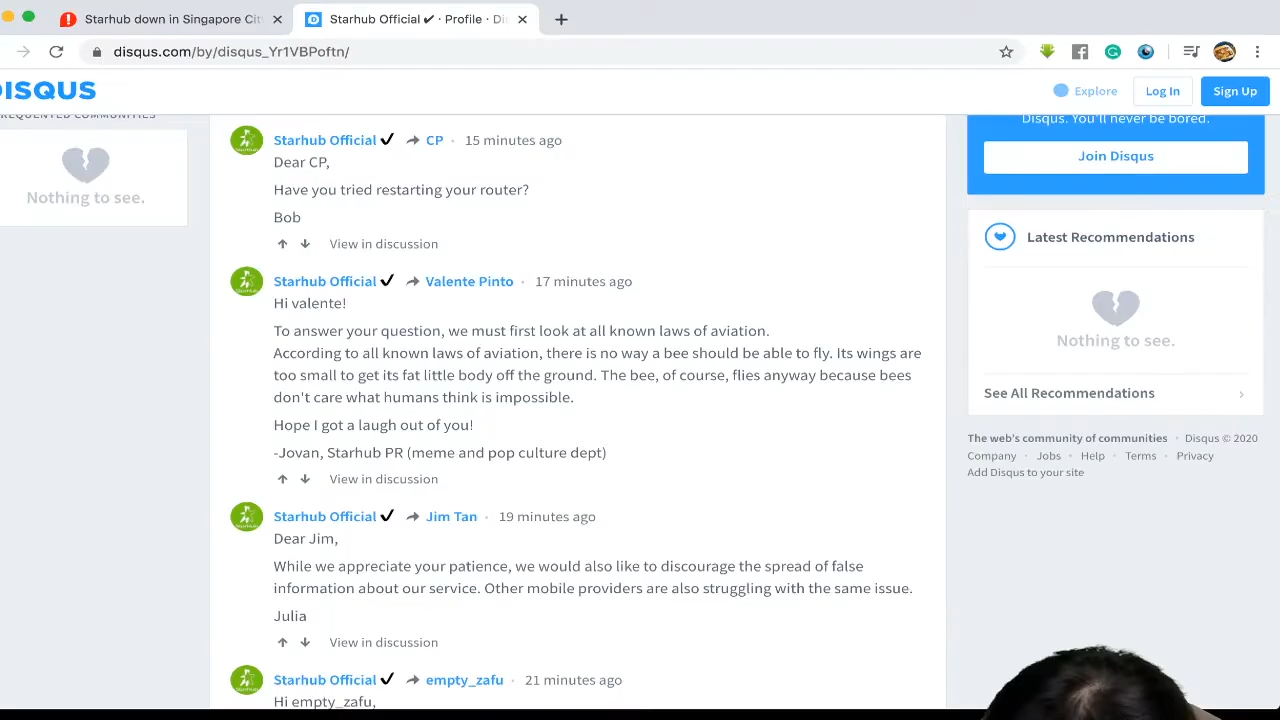 Starhub down in Singapore Cit
Starhub Official ✔ · Profile · Di
disqus.com/by/disqus_Yr1VBPoftn/
DISQUS
Explore
Log In
Sign Up
Disqus. You'll never be bored.
Join Disqus
Nothing to see.
Starhub Official ✔ CP · 15 minutes ago
Dear CP,
Have you tried restarting your router?
Bob
View in discussion
Starhub Official ✔ Valente Pinto · 17 minutes ago
Hi valente!
To answer your question, we must first look at all known laws of aviation.
According to all known laws of aviation, there is no way a bee should be able to fly. Its wings are
too small to get its fat little body off the ground. The bee, of course, flies anyway because bees
don't care what humans think is impossible.
Hope I got a laugh out of you!
-Jovan, Starhub PR (meme and pop culture dept)
View in discussion
Starhub Official ✔ Jim Tan · 19 minutes ago
Dear Jim,
While we appreciate your patience, we would also like to discourage the spread of false
information about our service. Other mobile providers are also struggling with the same issue.
Julia
View in discussion
Starhub Official ✔ empty_zafu · 21 minutes ago
Hi empty_zafu,
Latest Recommendations
Nothing to see.
See All Recommendations
The web's community of communities · Disqus © 2020
Company · Jobs · Help · Terms · Privacy
Add Disqus to your site